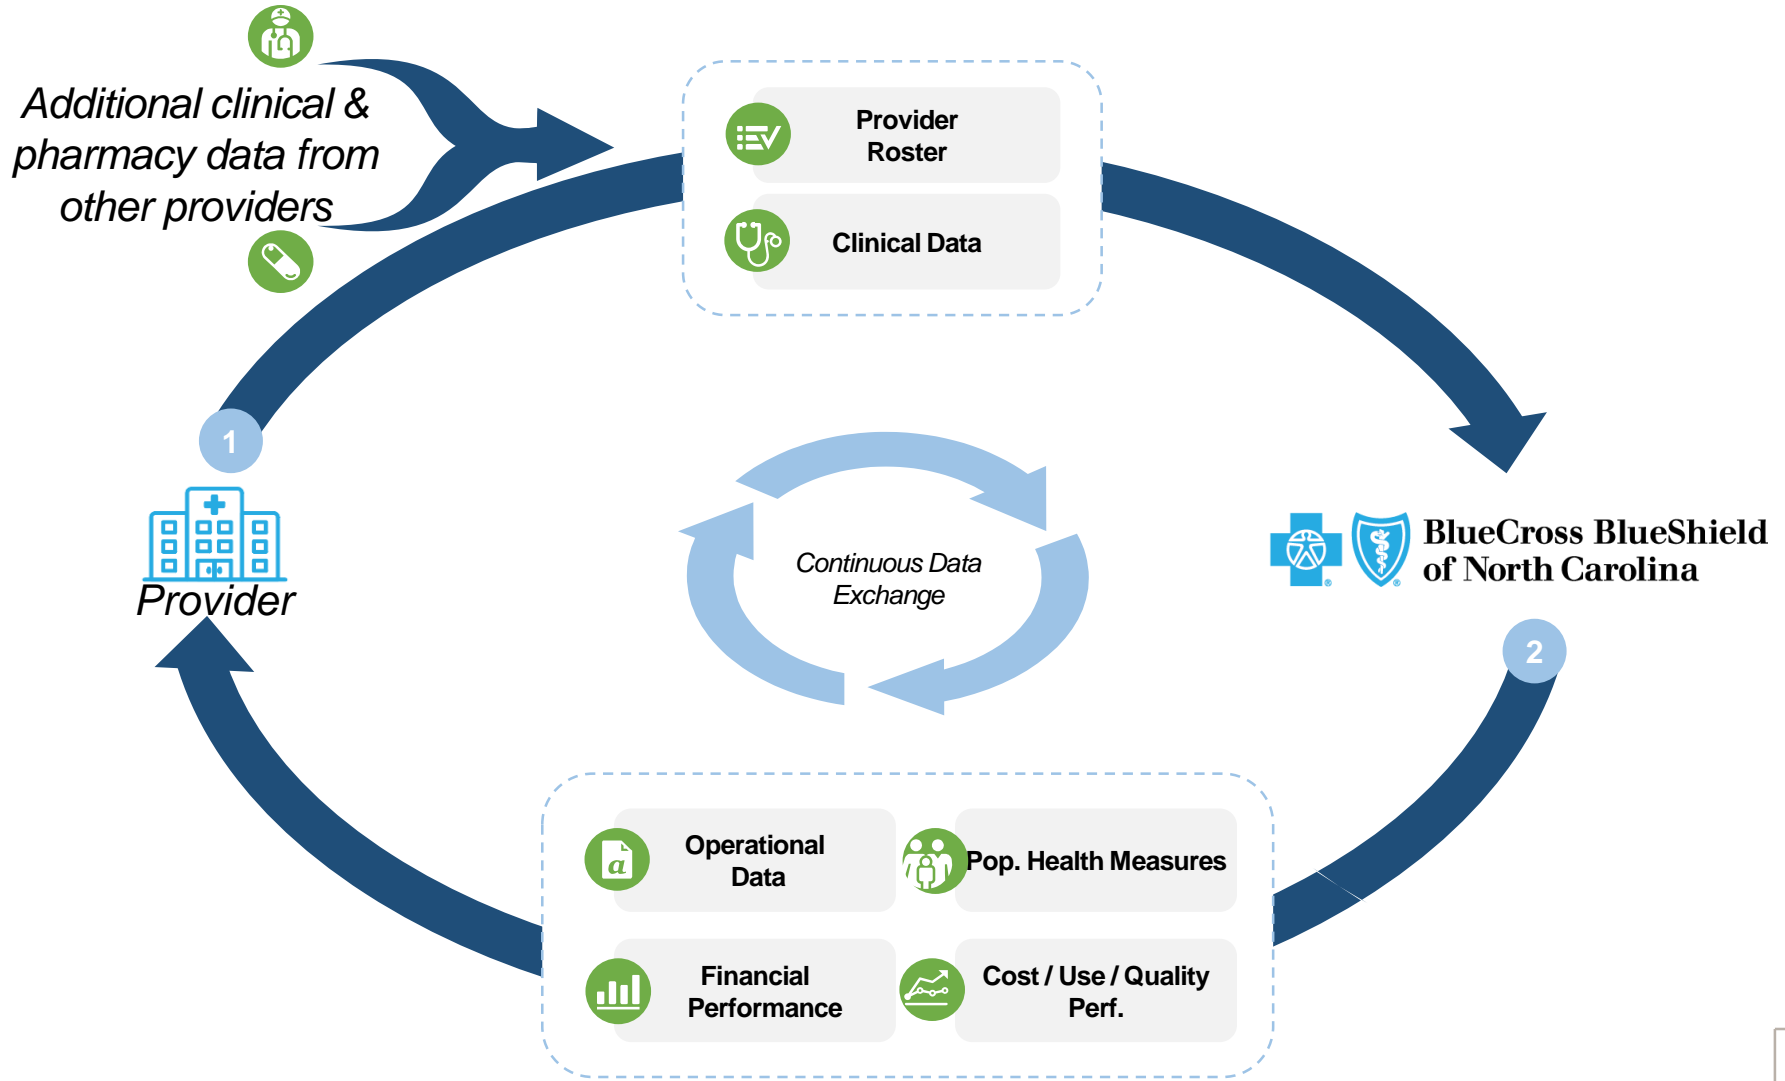 Additional clinical &
pharmacy data from
other providers
Provider
Roster
Clinical Data
1
Provider
Continuous Data
Exchange
BlueCross BlueShield
of North Carolina
2
Operational
Data
Pop. Health Measures
Financial
Performance
Cost / Use / Quality
Perf.